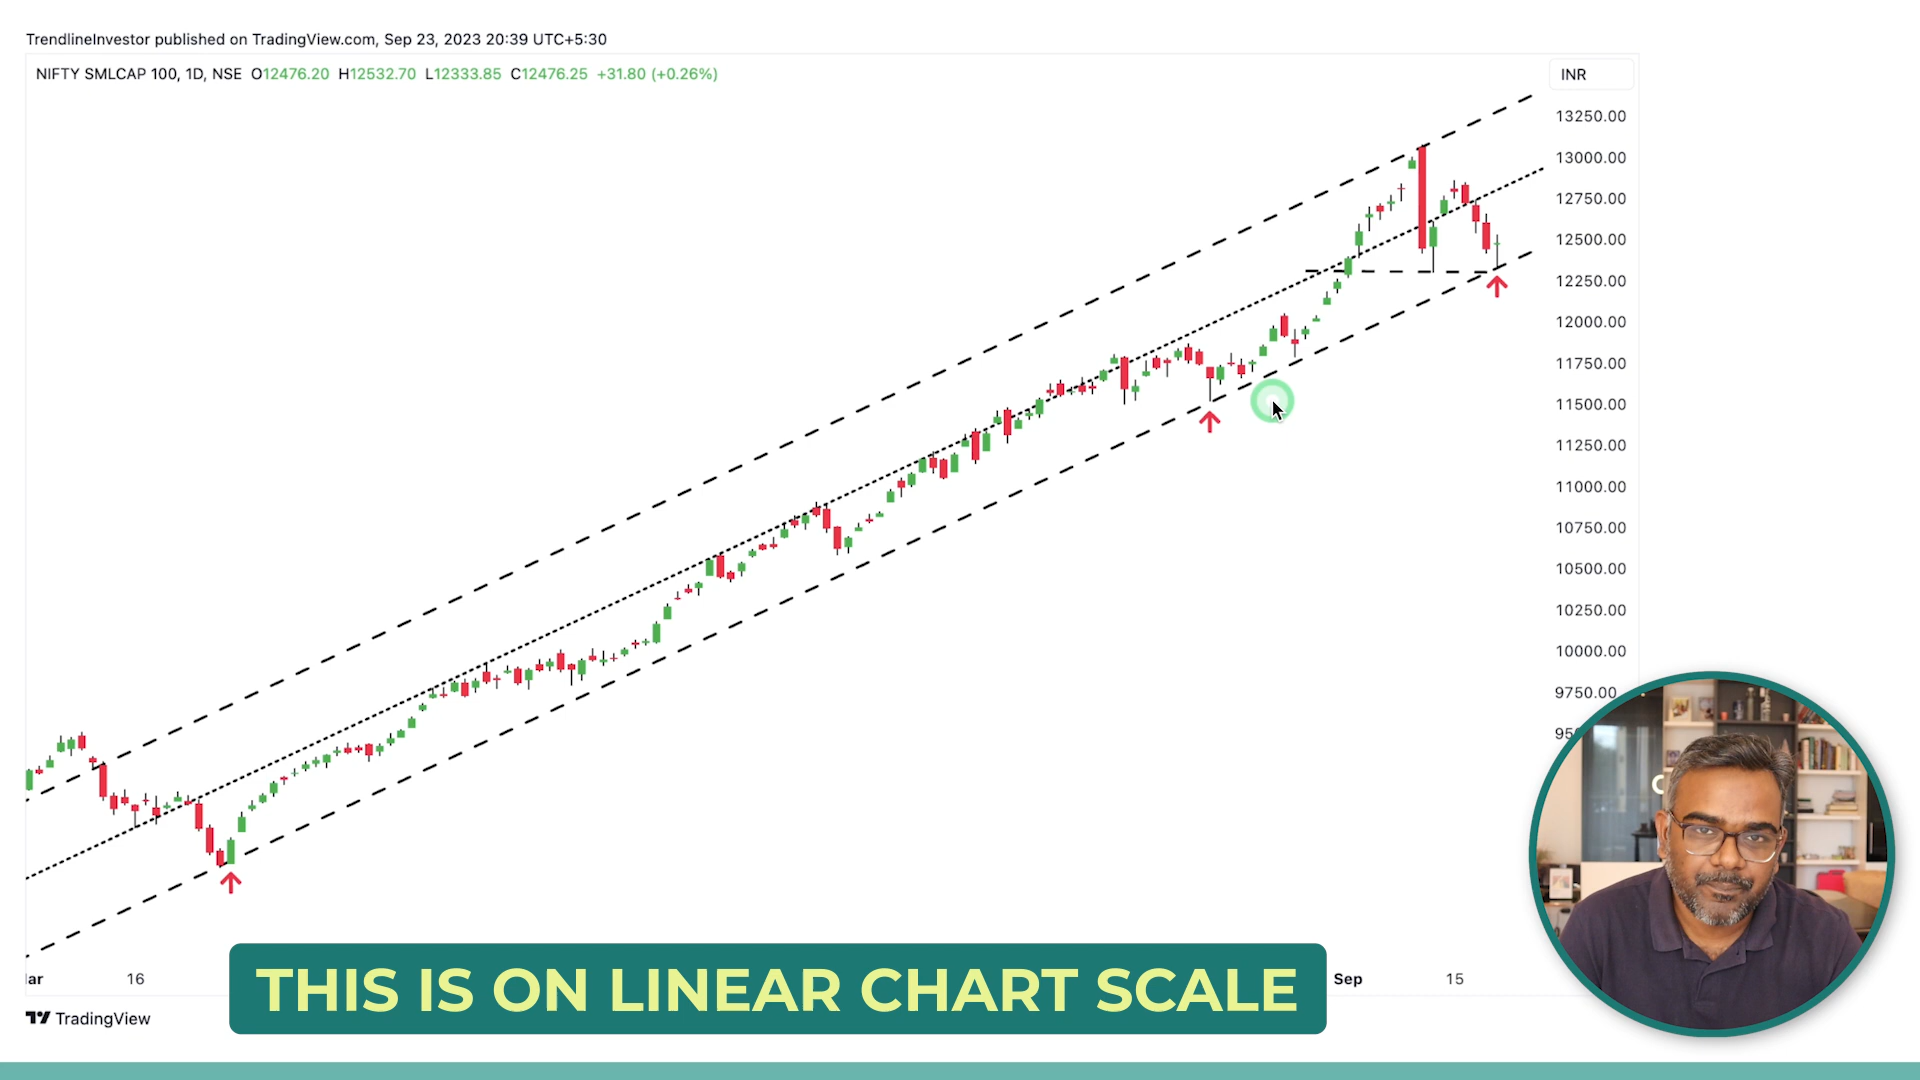 TrendlineInvestor published on TradingView.com, Sep 23, 2023 20:39 UTC+5:30
NIFTY SMLCAP 100, 1D, NSE O12476.20 H12532.70 L12333.85 C12476.25 +31.80 (+0.26%)
INR
13250.00
13000.00
12750.00
12500.00
12250.00
12000.00
11750.00
11500.00
11250.00
11000.00
10750.00
10500.00
10250.00
10000.00
9750.00
ar 16 Sep 15
THIS IS ON LINEAR CHART SCALE
TradingView